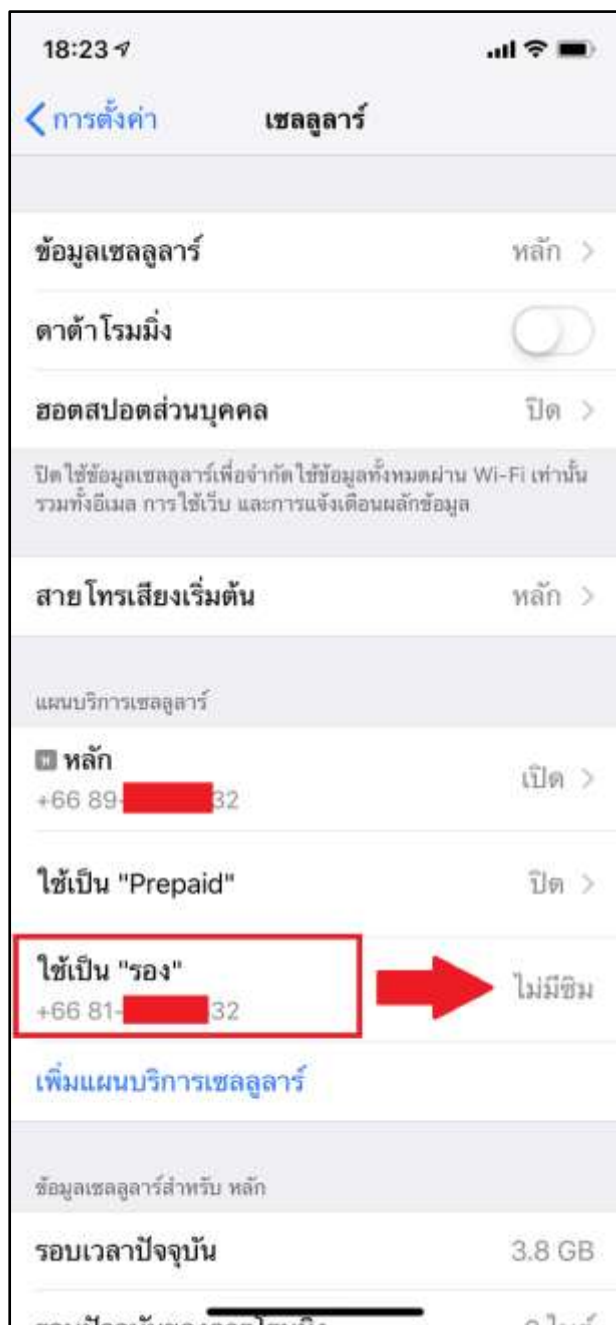 18:23
การตั้งค่า เซลลูลาร์
ข้อมูลเซลลูลาร์ หลัก
ดาต้าโรมมิ่ง
ฮอตสปอตส่วนบุคคล ปิด
ปิดใช้ข้อมูลเซลลูลาร์เพื่อจำกัดใช้ข้อมูลทั้งหมดผ่าน Wi-Fi เท่านั้น
รวมทั้งอีเมล การใช้เว็บ และการแจ้งเตือนผลักข้อมูล
สายโทรเสียงเริ่มต้น หลัก
แผนบริการเซลลูลาร์
H หลัก
+66 89- 32 เปิด
ใช้เป็น "Prepaid" ปิด
ใช้เป็น "รอง"
+66 81- 32 ไม่มีซิม
เพิ่มแผนบริการเซลลูลาร์
ข้อมูลเซลลูลาร์สำหรับ หลัก
รอบเวลาปัจจุบัน 3.8 GB